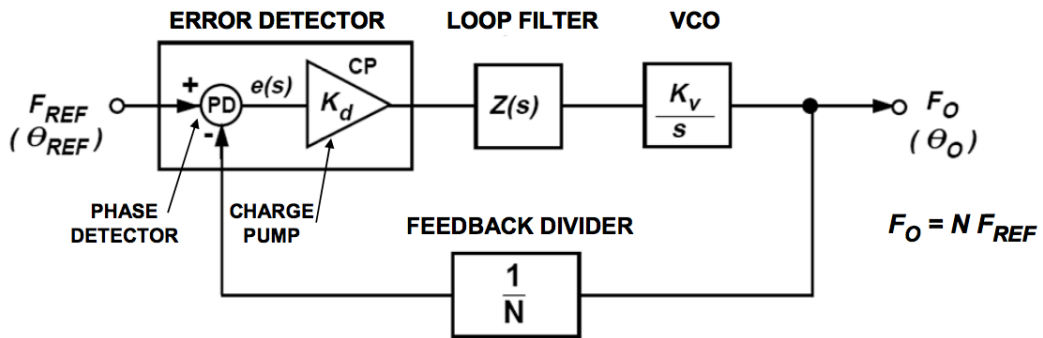 ERROR DETECTOR
LOOP FILTER
VCO
CP
+
PD
-
e(s)
K_d
Z(s)
K_v
s
F_REF
(θ_REF)
F_O
(θ_O)
PHASE
DETECTOR
CHARGE
PUMP
FEEDBACK DIVIDER
F_O = N F_REF
1
N